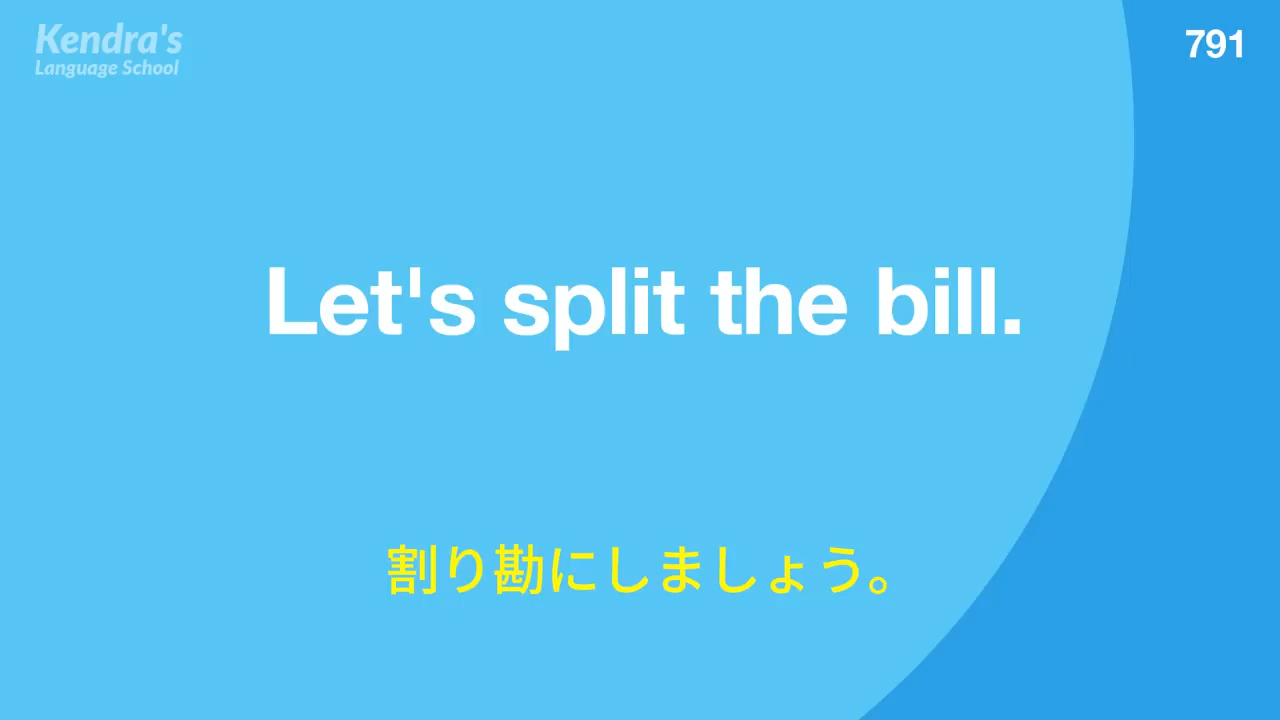 Kendra's
Language School
791
Let's split the bill.
割り勘にしましょう。